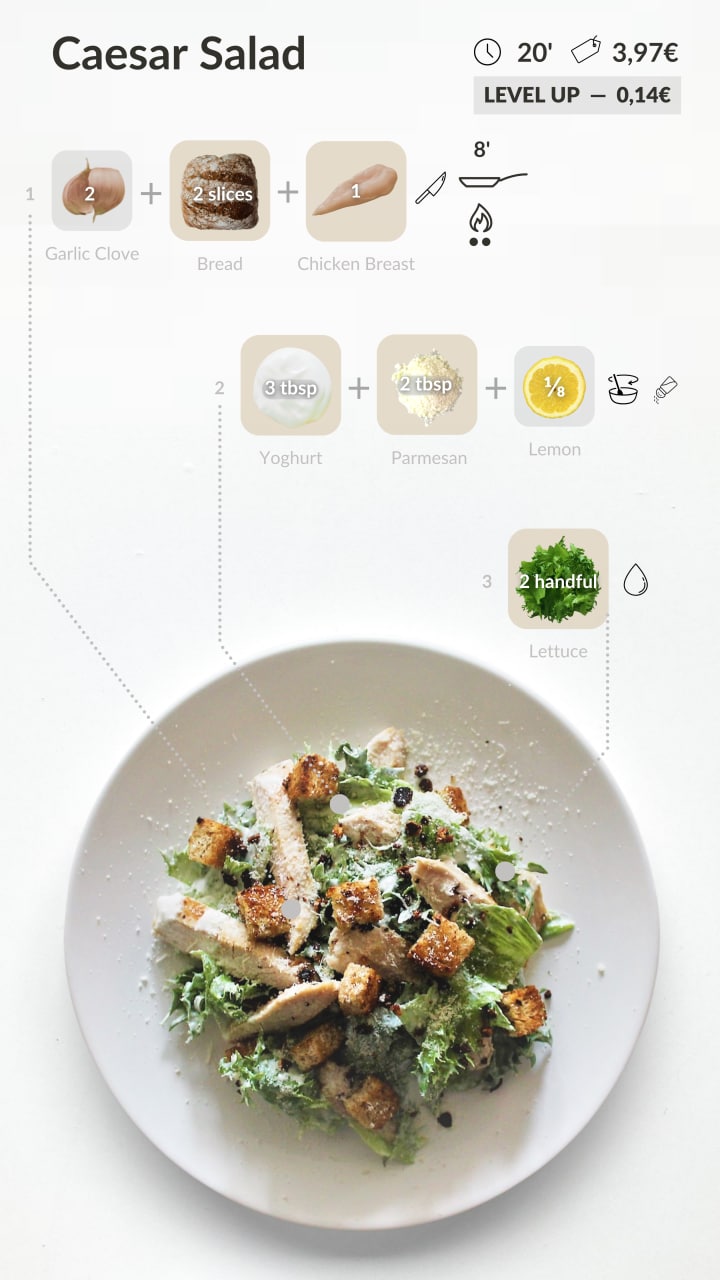 Caesar Salad
20' 3,97€
LEVEL UP — 0,14€
8'
1 2 + 2 slices + 1
Garlic Clove Bread Chicken Breast
2 3 tbsp + 2 tbsp + ⅛
Yoghurt Parmesan Lemon
3 2 handful
Lettuce